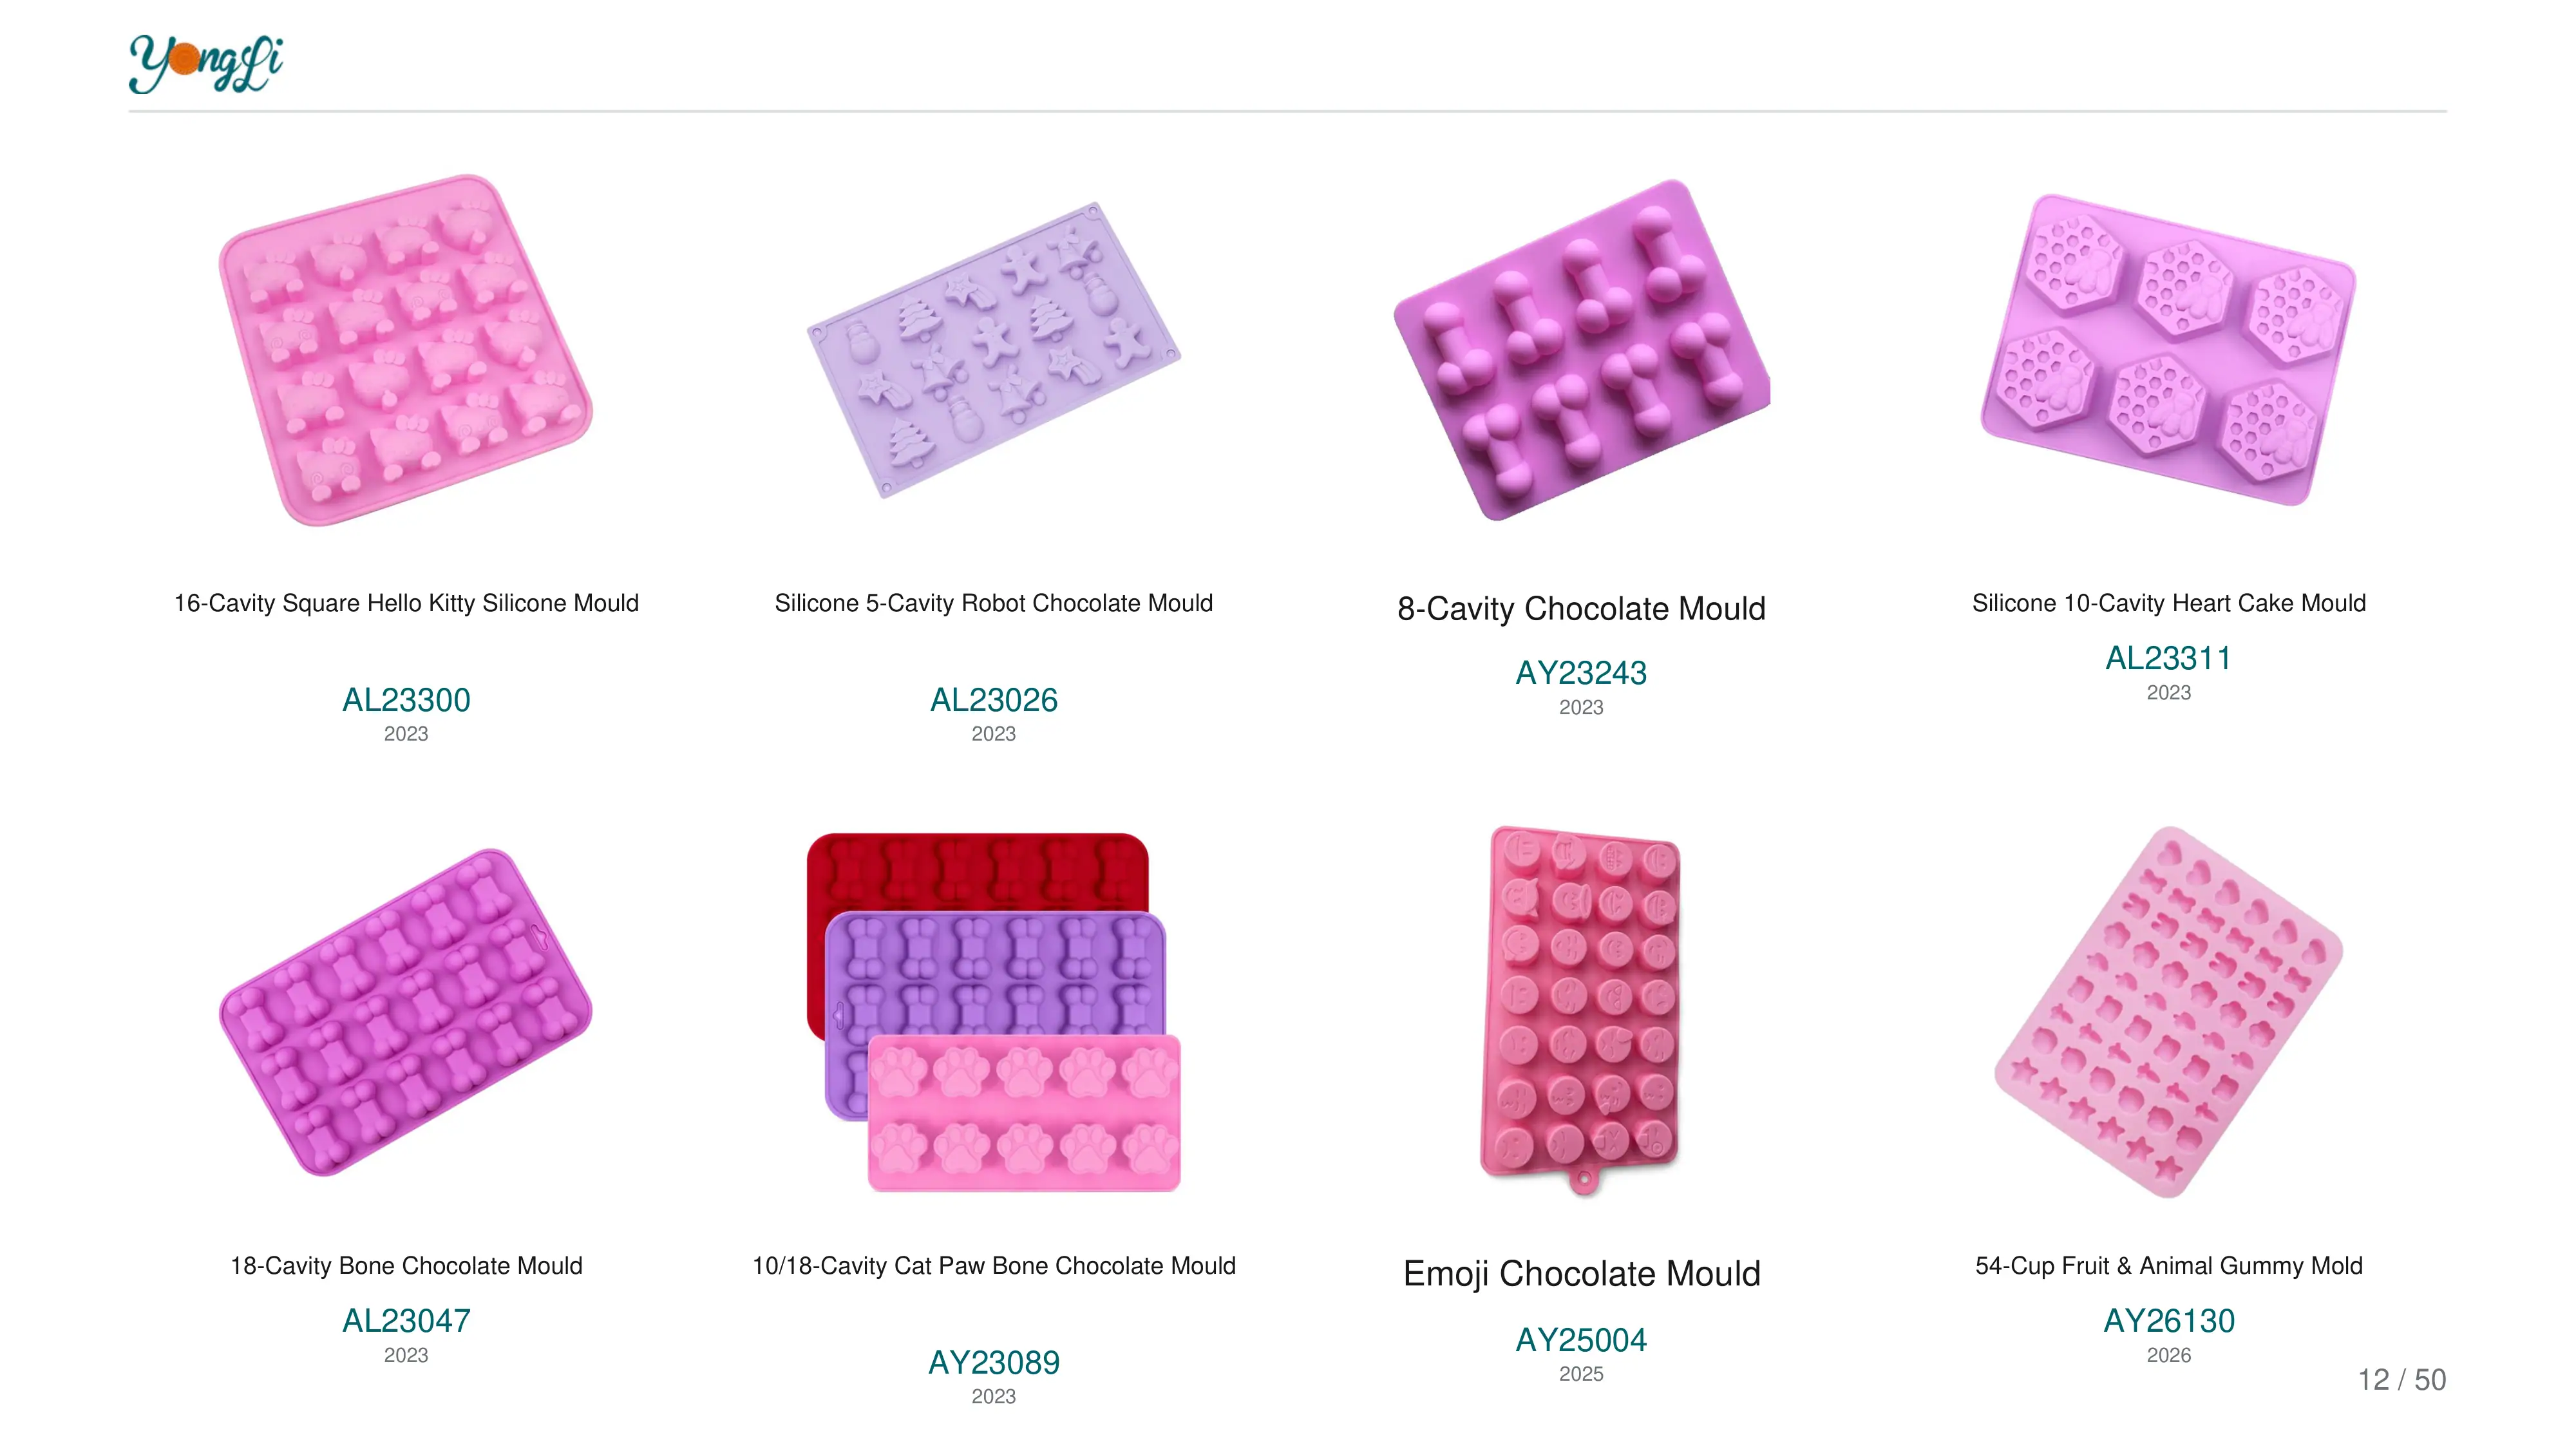 YongLi
16-Cavity Square Hello Kitty Silicone Mould
AL23300
2023
Silicone 5-Cavity Robot Chocolate Mould
AL23026
2023
8-Cavity Chocolate Mould
AY23243
2023
Silicone 10-Cavity Heart Cake Mould
AL23311
2023
18-Cavity Bone Chocolate Mould
AL23047
2023
10/18-Cavity Cat Paw Bone Chocolate Mould
AY23089
2023
Emoji Chocolate Mould
AY25004
2025
54-Cup Fruit & Animal Gummy Mold
AY26130
2026
12 / 50